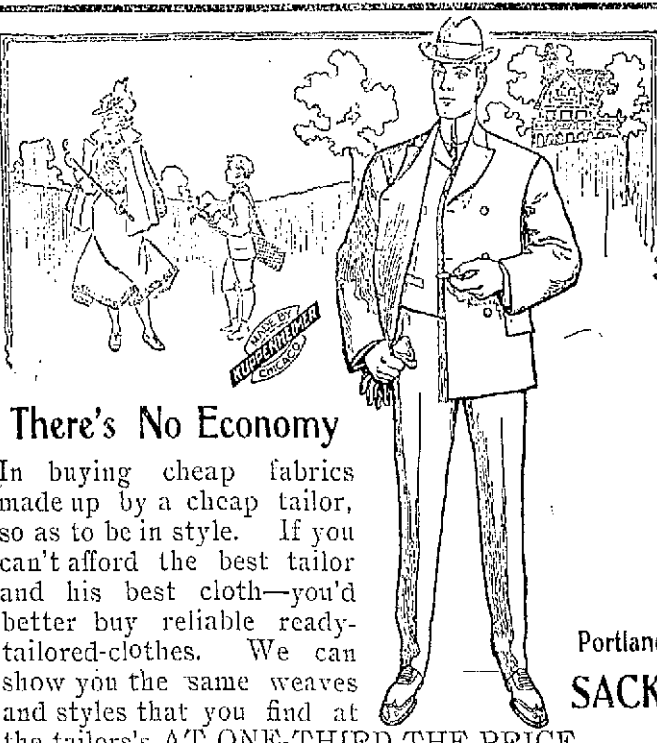 MADE BY
KUPPENHEIMER
CHICAGO
There's No Economy
In buying cheap fabrics
made up by a cheap tailor,
so as to be in style. If you
can't afford the best tailor
and his best cloth—you'd
better buy reliable ready-
tailored-clothes. We can
show you the same weaves
and styles that you find at
the tailors's AT ONE-THIRD THE PRICE
Portland
SACK